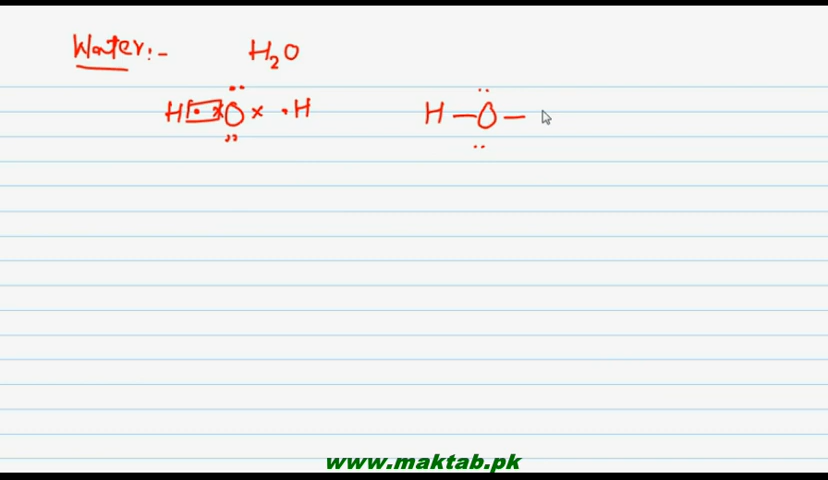 Water:- H₂O
H · x O x · H H – O –
www.maktab.pk